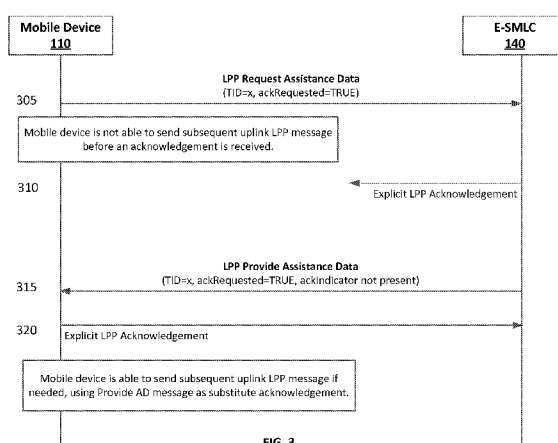 Mobile Device
110
E-SMLC
140
LPP Request Assistance Data
(TID=x, ackRequested=TRUE)
305
Mobile device is not able to send subsequent uplink LPP message
before an acknowledgement is received.
310
Explicit LPP Acknowledgement
LPP Provide Assistance Data
(TID=x, ackRequested=TRUE, ackIndicator not present)
315
320
Explicit LPP Acknowledgement
Mobile device is able to send subsequent uplink LPP message if
needed, using Provide AD message as substitute acknowledgement.
FIG. 3